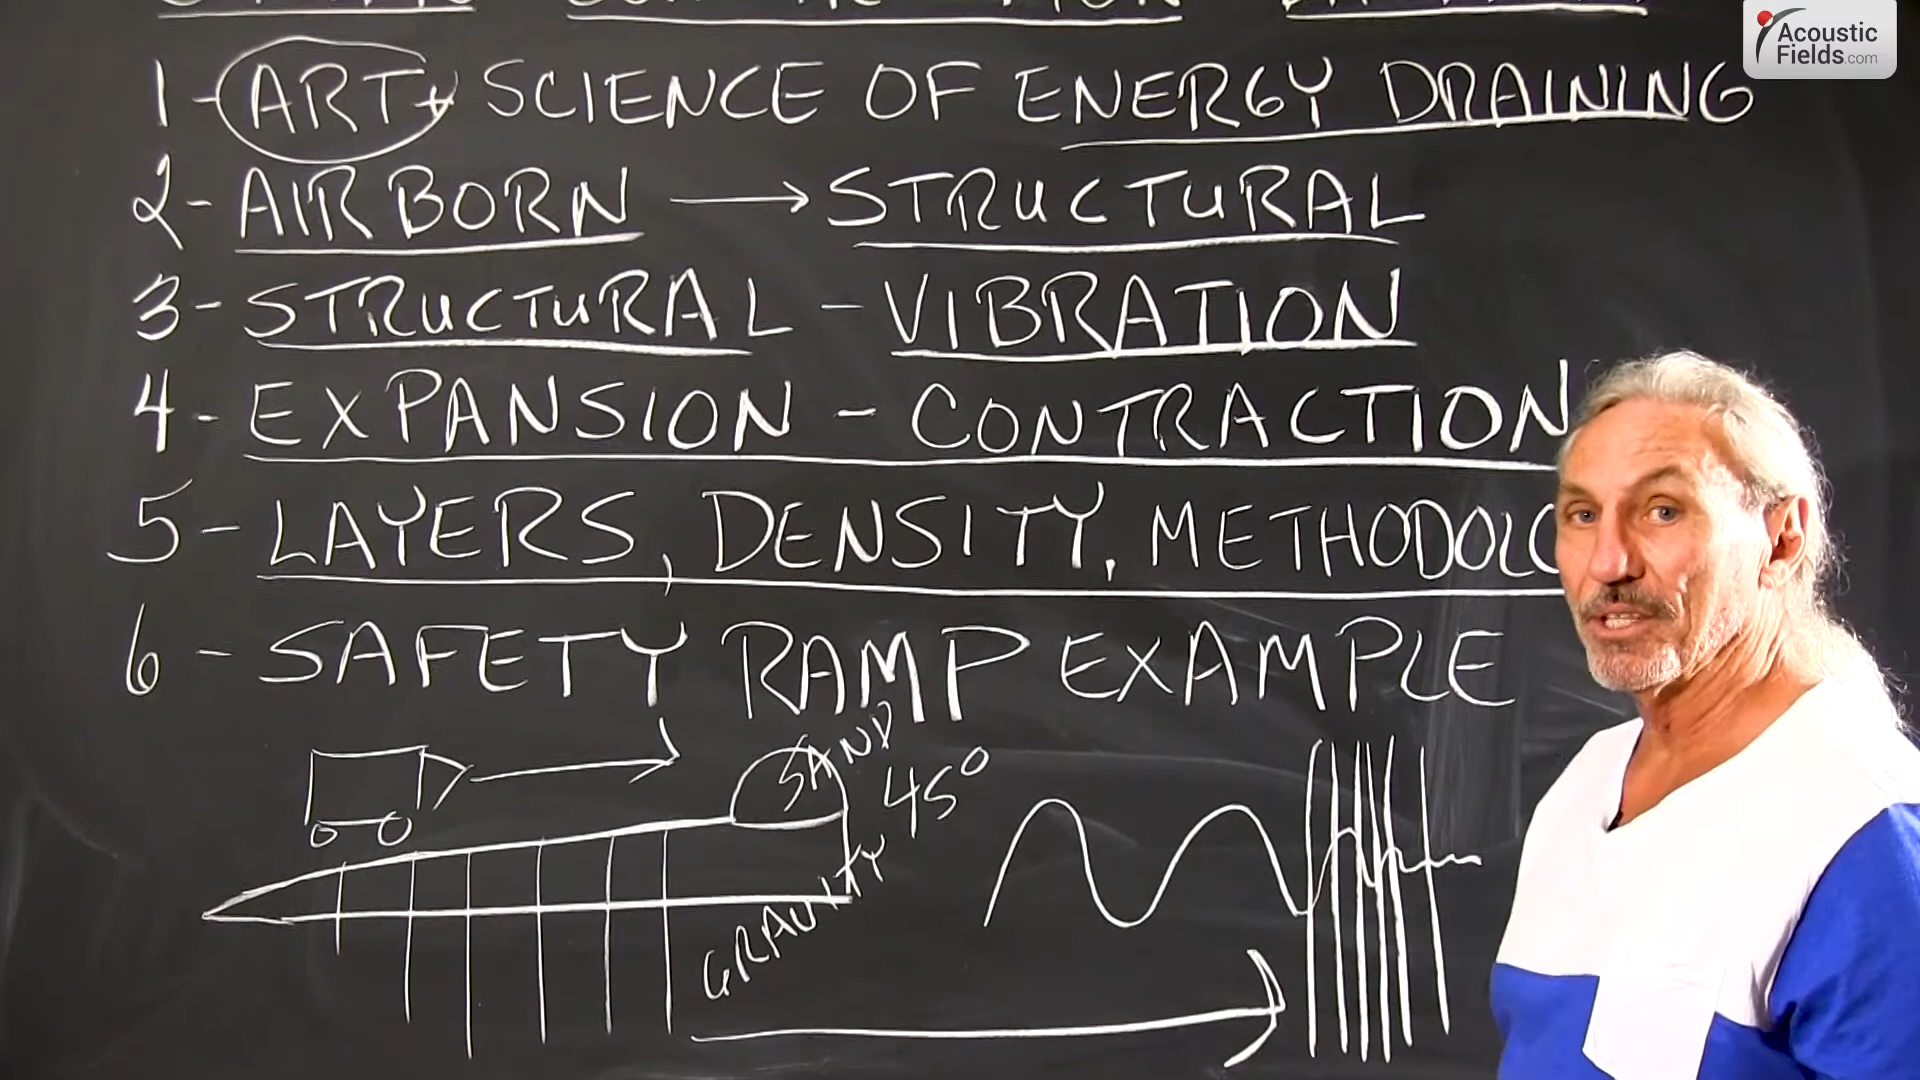 Acoustic
Fields.com
1-ART + SCIENCE OF ENERGY DRAINING
2- AIRBORN → STRUCTURAL
3-STRUCTURAL - VIBRATION
4- EXPANSION - CONTRACTION
5- LAYERS, DENSITY, METHODOLO
6 - SAFETY RAMP EXAMPLE
SAND
45°
GRAVITY